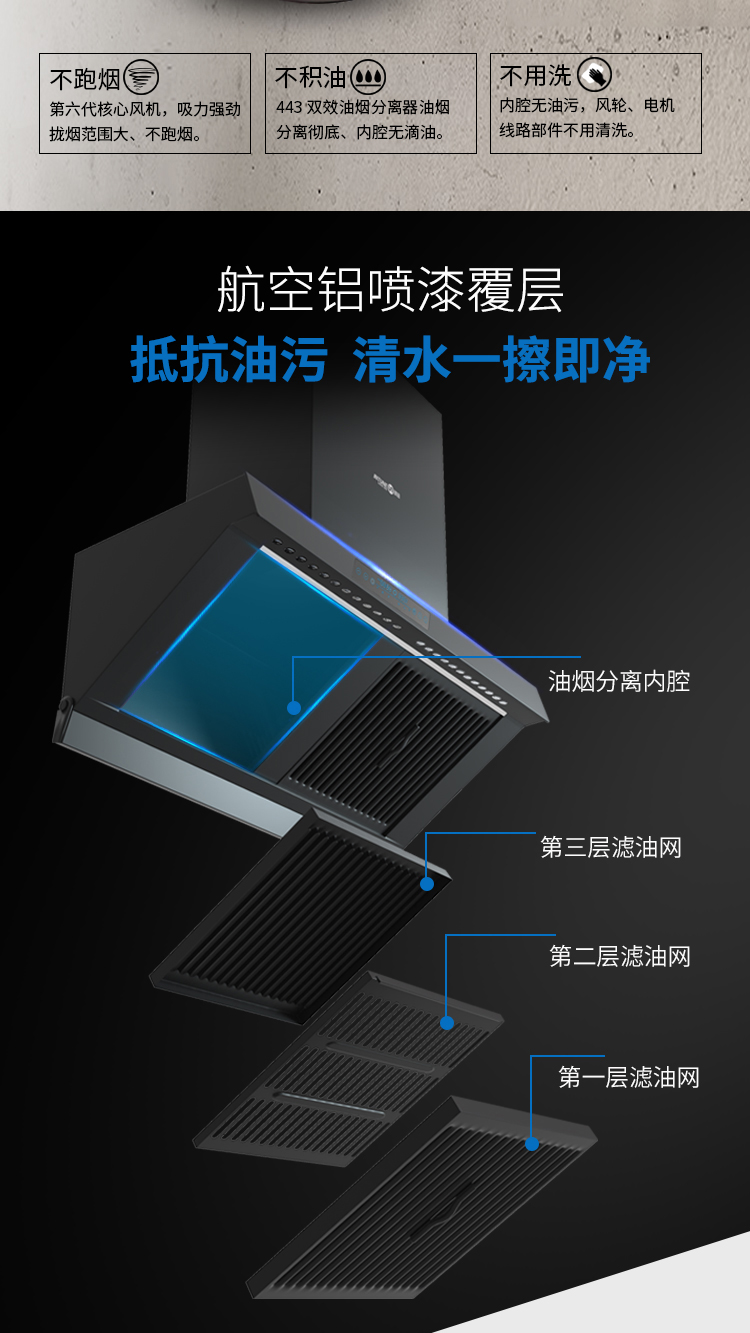 不跑烟
第六代核心风机，吸力强劲
拢烟范围大、不跑烟。
不积油
443双效油烟分离器油烟
分离彻底、内腔无滴油。
不用洗
内腔无油污，风轮、电机
线路部件不用清洗。
航空铝喷漆覆层
抵抗油污 清水一擦即净
油烟分离内腔
第三层滤油网
第二层滤油网
第一层滤油网